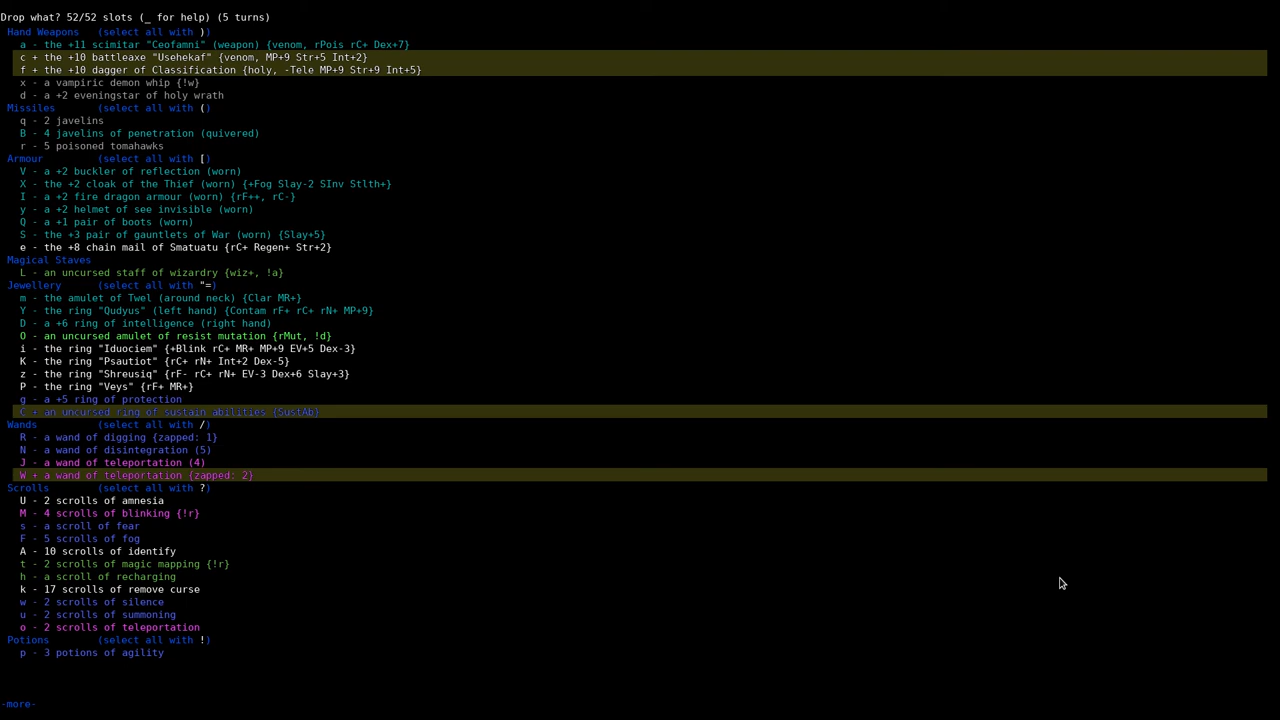 Drop what? 52/52 slots (_ for help) (5 turns)
Hand Weapons (select all with ))
a - the +11 scimitar "Ceofamni" (weapon) {venom, rPois rC+ Dex+7}
c + the +10 battleaxe "Usehekaf" {venom, MP+9 Str+5 Int+2}
f + the +10 dagger of Classification {holy, -Tele MP+9 Str+9 Int+5}
x - a vampiric demon whip {!w}
d - a +2 eveningstar of holy wrath
Missiles (select all with ()
q - 2 javelins
B - 4 javelins of penetration (quivered)
r - 5 poisoned tomahawks
Armour (select all with [)
V - a +2 buckler of reflection (worn)
X - the +2 cloak of the Thief (worn) {+Fog Slay-2 SInv Stlth+}
I - a +2 fire dragon armour (worn) {rF++, rC-}
y - a +2 helmet of see invisible (worn)
Q - a +1 pair of boots (worn)
S - the +3 pair of gauntlets of War (worn) {Slay+5}
e - the +8 chain mail of Smatuatu {rC+ Regen+ Str+2}
Magical Staves
L - an uncursed staff of wizardry {wiz+, !a}
Jewellery (select all with "=)
m - the amulet of Twel (around neck) {Clar MR+}
Y - the ring "Qudyus" (left hand) {Contam rF+ rC+ rN+ MP+9}
D - a +6 ring of intelligence (right hand)
O - an uncursed amulet of resist mutation {rMut, !d}
i - the ring "Iduociem" {+Blink rC+ MR+ MP+9 EV+5 Dex-3}
K - the ring "Psautiot" {rC+ rN+ Int+2 Dex-5}
z - the ring "Shreusiq" {rF- rC+ rN+ EV-3 Dex+6 Slay+3}
P - the ring "Veys" {rF+ MR+}
g - a +5 ring of protection
C + an uncursed ring of sustain abilities {SustAb}
Wands (select all with /)
R - a wand of digging {zapped: 1}
N - a wand of disintegration (5)
J - a wand of teleportation (4)
W + a wand of teleportation {zapped: 2}
Scrolls (select all with ?)
U - 2 scrolls of amnesia
M - 4 scrolls of blinking {!r}
s - a scroll of fear
F - 5 scrolls of fog
A - 10 scrolls of identify
t - 2 scrolls of magic mapping {!r}
h - a scroll of recharging
k - 17 scrolls of remove curse
w - 2 scrolls of silence
u - 2 scrolls of summoning
o - 2 scrolls of teleportation
Potions (select all with !)
p - 3 potions of agility
-more-